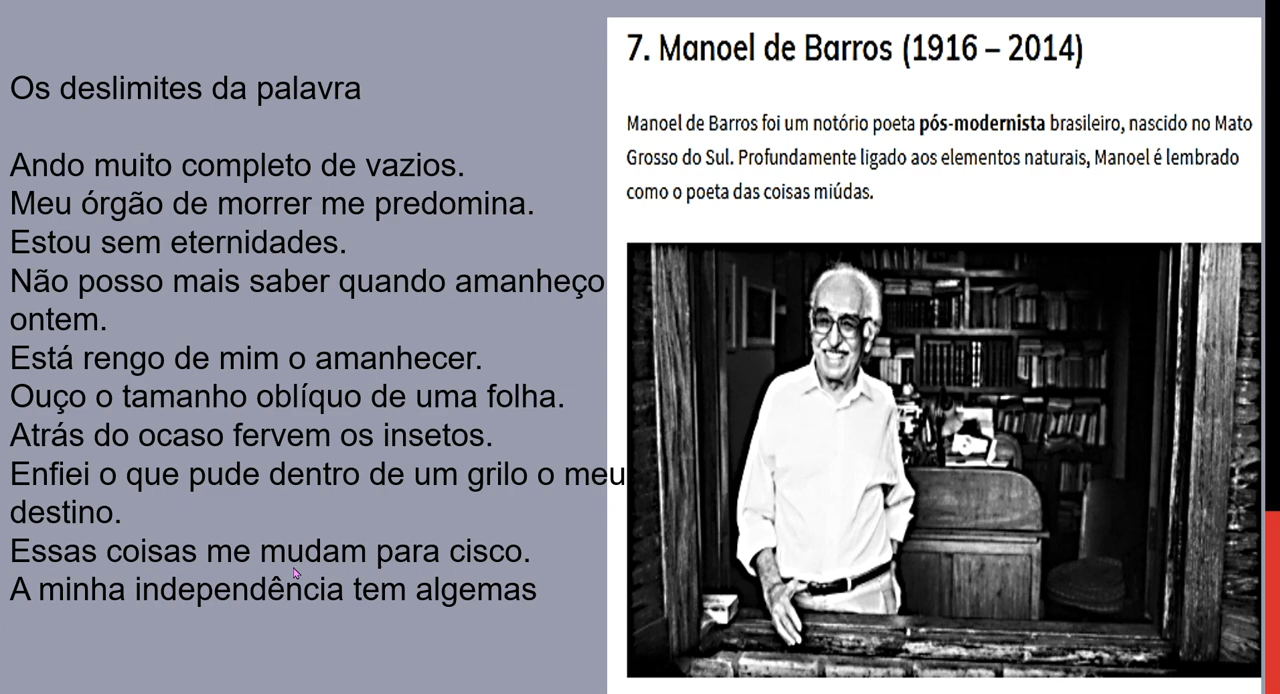 Os deslimites da palavra
Ando muito completo de vazios.
Meu órgão de morrer me predomina.
Estou sem eternidades.
Não posso mais saber quando amanheço
ontem.
Está rengo de mim o amanhecer.
Ouço o tamanho oblíquo de uma folha.
Atrás do ocaso fervem os insetos.
Enfiei o que pude dentro de um grilo o meu
destino.
Essas coisas me mudam para cisco.
A minha independência tem algemas
7. Manoel de Barros (1916 – 2014)
Manoel de Barros foi um notório poeta pós-modernista brasileiro, nascido no Mato
Grosso do Sul. Profundamente ligado aos elementos naturais, Manoel é lembrado
como o poeta das coisas miúdas.